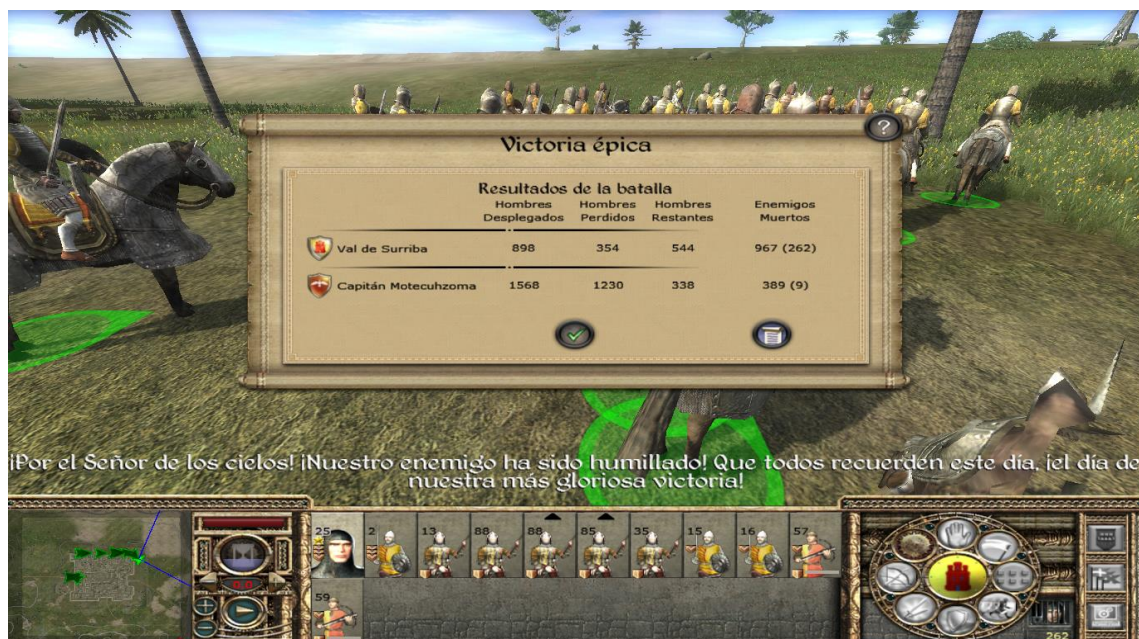 ?
Victoria épica
Resultados de la batalla
Hombres Desplegados Hombres Perdidos Hombres Restantes Enemigos Muertos
Val de Surriba 898 354 544 967 (262)
Capitán Motecuhzoma 1568 1230 338 389 (9)
¡Por el Señor de los cielos! ¡Nuestro enemigo ha sido humillado! Que todos recuerden este día, ¡el día de
nuestra más gloriosa victoria!
25 2 13 88 88 85 35 15 16 57
0.0
59
262